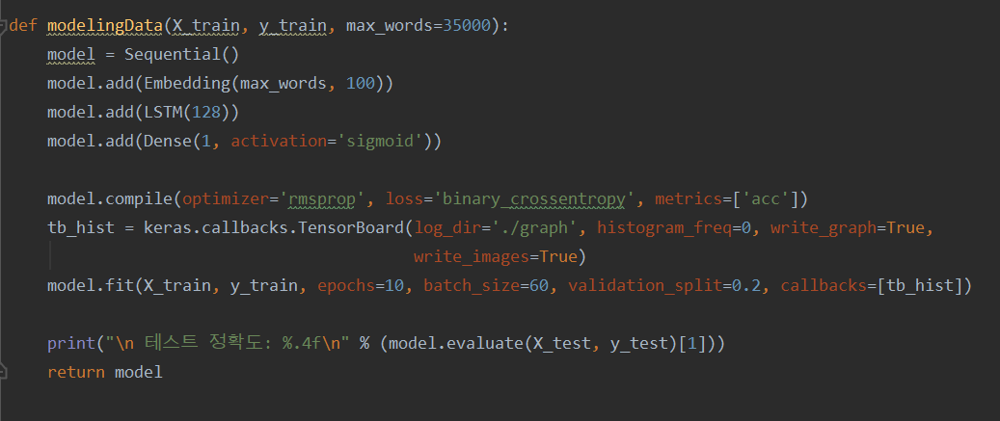 def modelingData(X_train, y_train, max_words=35000):
    model = Sequential()
    model.add(Embedding(max_words, 100))
    model.add(LSTM(128))
    model.add(Dense(1, activation='sigmoid'))

    model.compile(optimizer='rmsprop', loss='binary_crossentropy', metrics=['acc'])
    tb_hist = keras.callbacks.TensorBoard(log_dir='./graph', histogram_freq=0, write_graph=True,
                                          write_images=True)
    model.fit(X_train, y_train, epochs=10, batch_size=60, validation_split=0.2, callbacks=[tb_hist])

    print("\n 테스트 정확도: %.4f\n" % (model.evaluate(X_test, y_test)[1]))
    return model